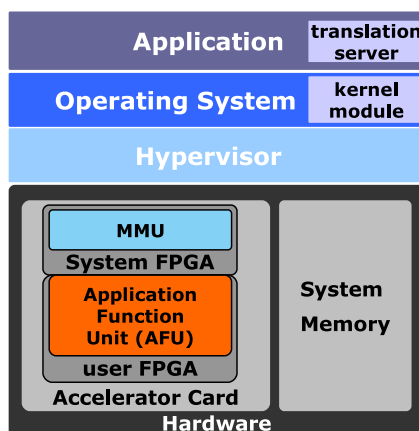 Application
translation
server
Operating System
kernel
module
Hypervisor
MMU
System FPGA
Application
Function
Unit (AFU)
user FPGA
Accelerator Card
System
Memory
Hardware